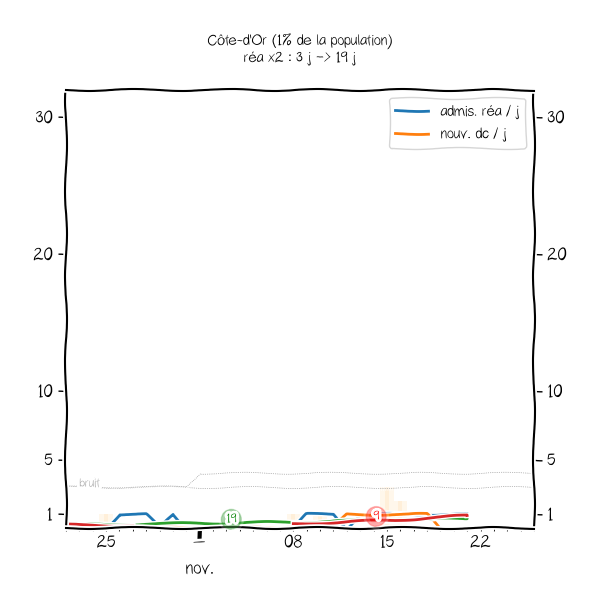 Côte-d'Or (1% de la population)
réa x2 : 3 j -> 19 j
admis. réa / j
nouv. dc / j
30
30
20
20
10
10
5
5
bruit
1
1
19
9
25
1
08
15
22
nov.